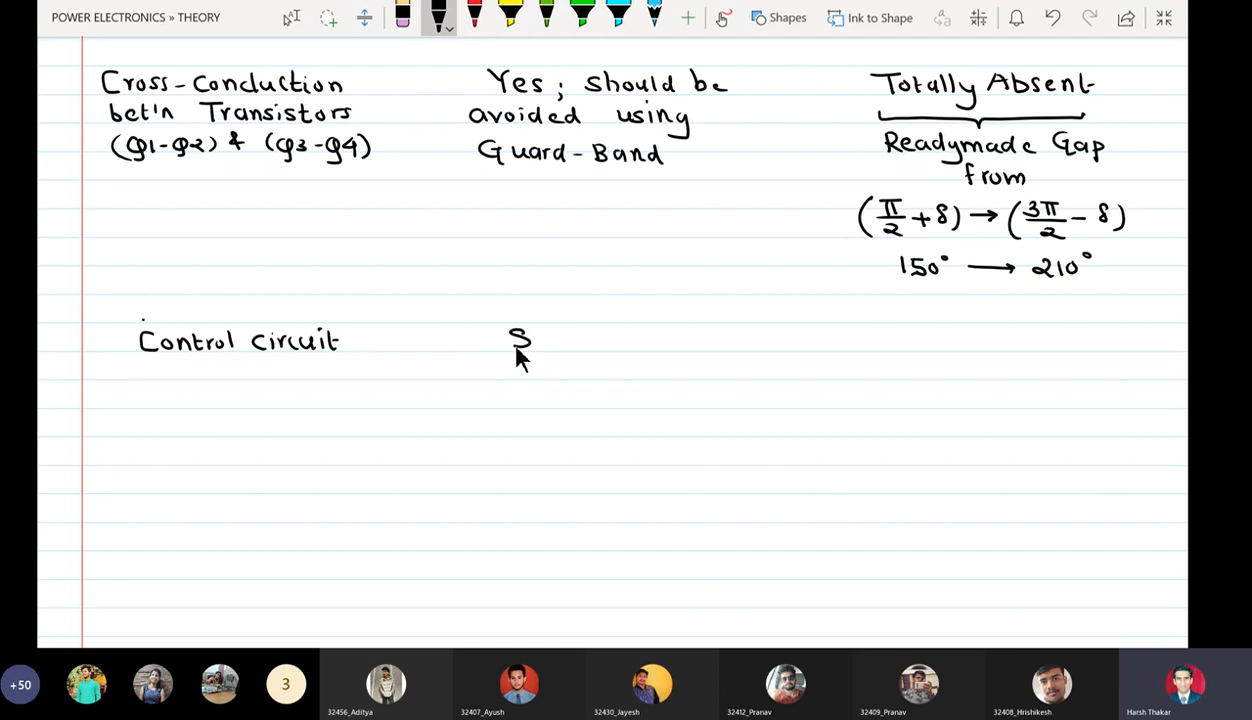 POWER ELECTRONICS » THEORY
Shapes
Ink to Shape
Cross-Conduction
bet'n Transistors
(Q1-Q2) & (Q3-Q4)
Yes; should be
avoided using
Guard-Band
Totally Absent
Readymade Gap
from
(π/2 + δ) → (3π/2 - δ)
150° → 210°
Control circuit
S
+50
3
32456_Aditya
32407_Ayush
32430_Jayesh
32412_Pranav
32409_Pranav
32408_Hrishikesh
Harsh Thakar